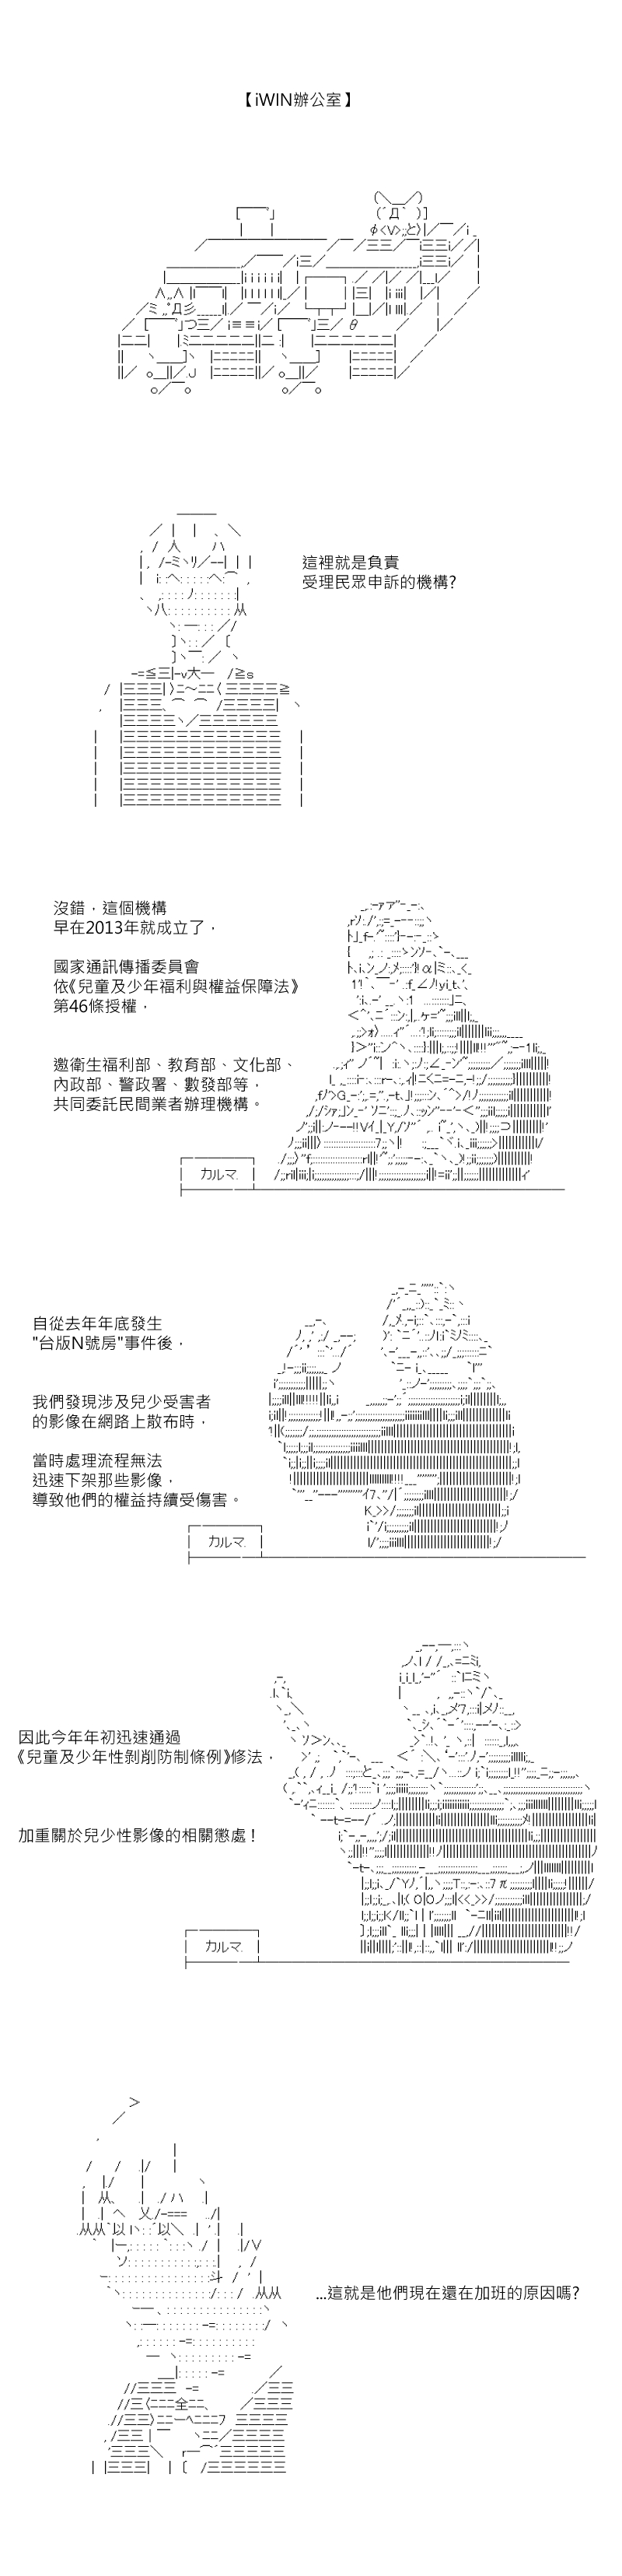 【iWIN辦公室】
這裡就是負責
受理民眾申訴的機構?
沒錯，這個機構
早在2013年就成立了，
國家通訊傳播委員會
依《兒童及少年福利與權益保障法》
第46條授權，
邀衛生福利部、教育部、文化部、
內政部、警政署、數發部等，
共同委託民間業者辦理機構。
カルマ.
自從去年年底發生
"台版N號房"事件後，
我們發現涉及兒少受害者
的影像在網路上散布時，
當時處理流程無法
迅速下架那些影像，
導致他們的權益持續受傷害。
カルマ.
因此今年年初迅速通過
《兒童及少年性剝削防制條例》修法，
加重關於兒少性影像的相關懲處！
カルマ.
...這就是他們現在還在加班的原因嗎?